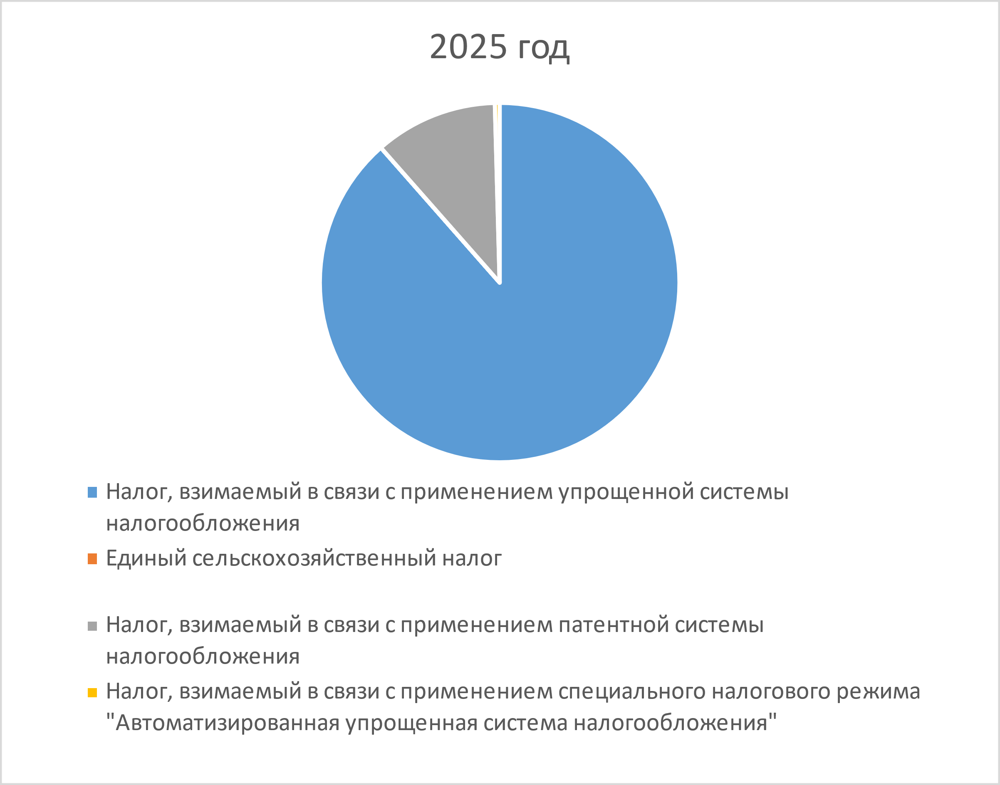 2025 год
Налог, взимаемый в связи с применением упрощенной системы
налогообложения
Единый сельскохозяйственный налог
Налог, взимаемый в связи с применением патентной системы
налогообложения
Налог, взимаемый в связи с применением специального налогового режима
"Автоматизированная упрощенная система налогообложения"